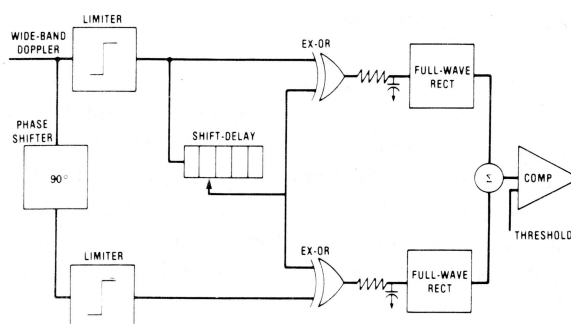 LIMITER
WIDE-BAND
DOPPLER
EX-OR
FULL-WAVE
RECT
PHASE
SHIFTER
SHIFT-DELAY
90°
Σ
COMP
THRESHOLD
LIMITER
EX-OR
FULL-WAVE
RECT